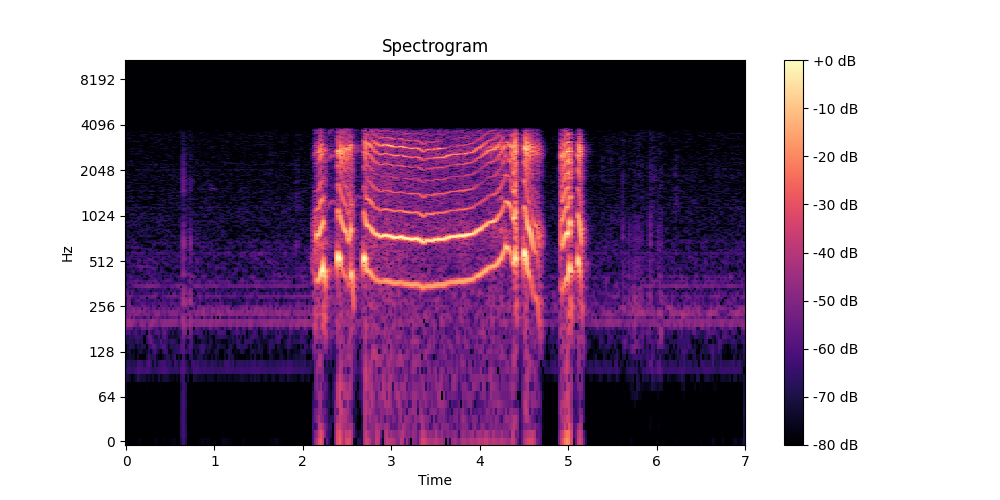 Spectrogram
8192
4096
2048
1024
512
256
128
64
0
Hz
0 1 2 3 4 5 6 7
Time
+0 dB
-10 dB
-20 dB
-30 dB
-40 dB
-50 dB
-60 dB
-70 dB
-80 dB